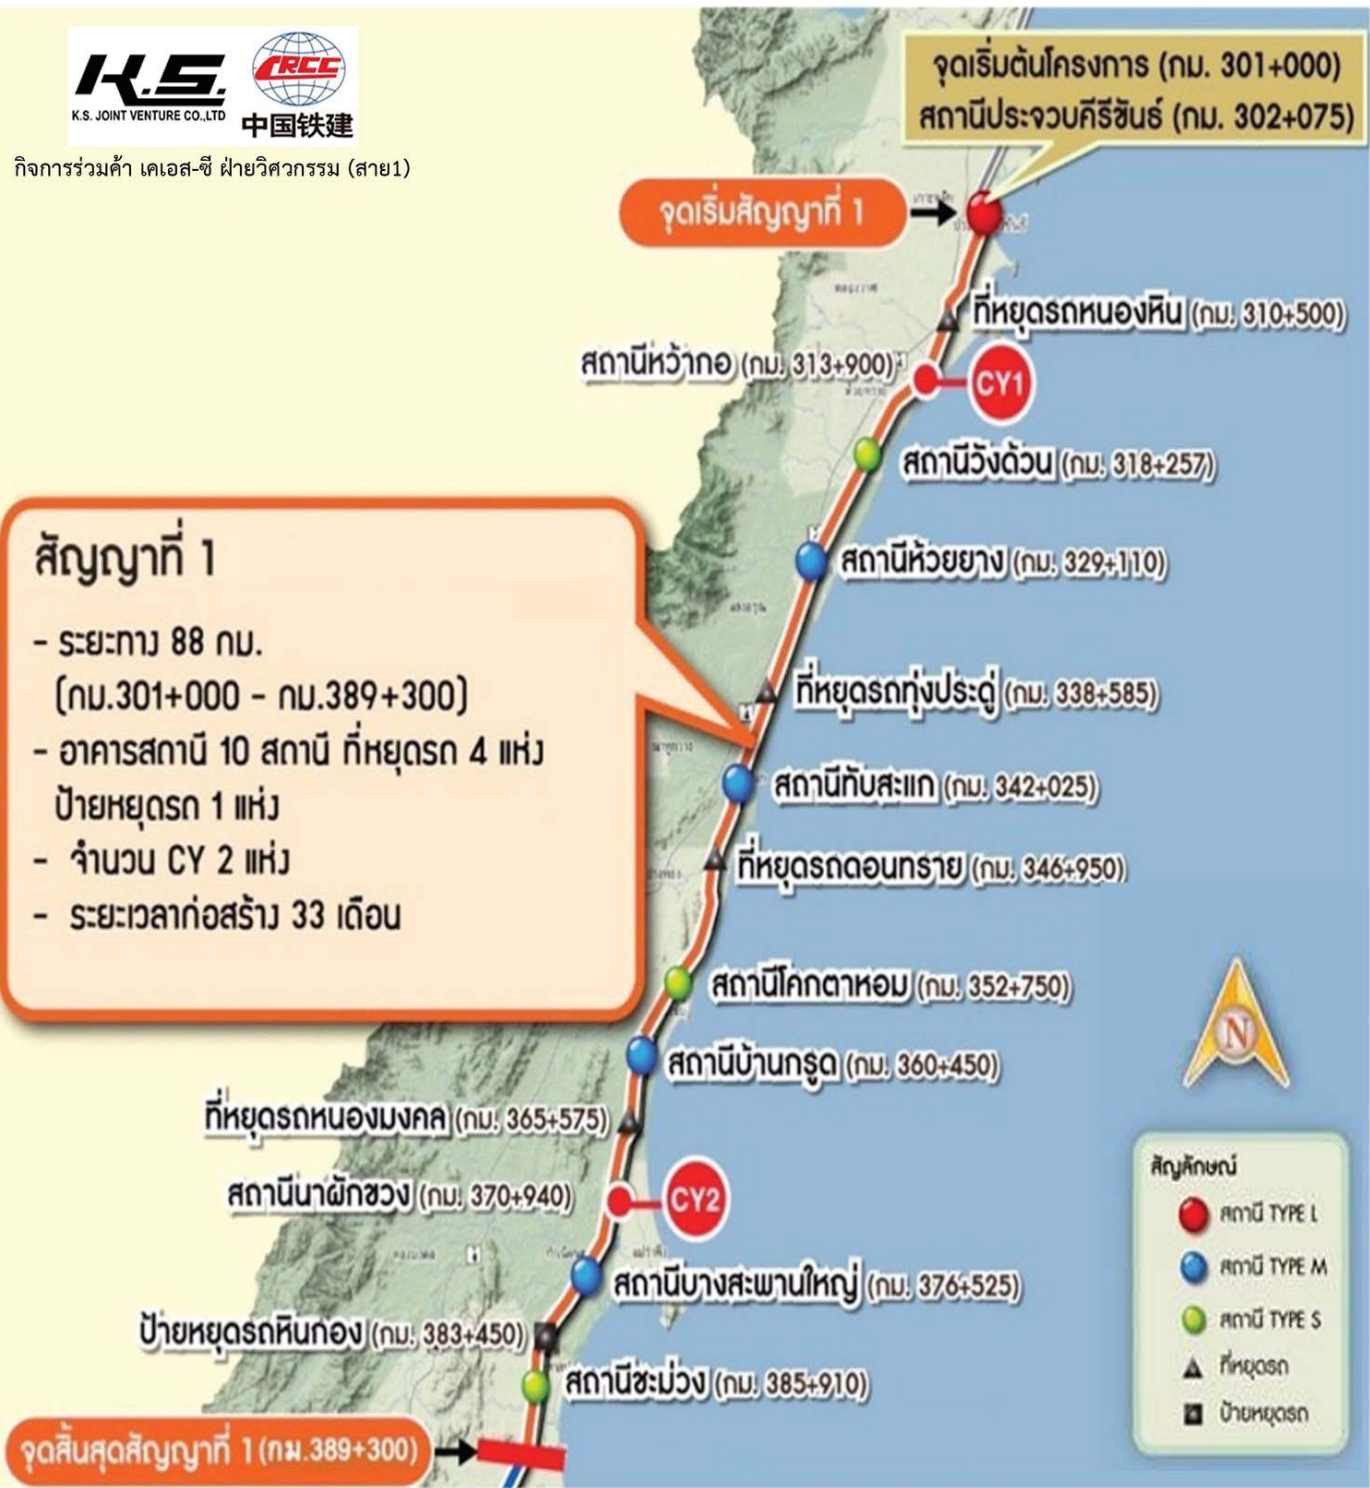 K.S.
K.S. JOINT VENTURE CO.,LTD
CRCC
中国铁建
กิจการร่วมค้า เคเอส-ซี ฝ่ายวิศวกรรม (สาย1)
จุดเริ่มต้นโครงการ (กม. 301+000)
สถานีประจวบคีรีขันธ์ (กม. 302+075)
จุดเริ่มสัญญาที่ 1
ที่หยุดรถหนองหิน (กม. 310+500)
สถานีหว้ากอ (กม. 313+900)
CY1
สถานีวังด้วน (กม. 318+257)
สถานีห้วยยาง (กม. 329+110)
สัญญาที่ 1
- ระยะทาง 88 กม.
(กม.301+000 - กม.389+300)
- อาคารสถานี 10 สถานี ที่หยุดรถ 4 แห่ง
ป้ายหยุดรถ 1 แห่ง
- จำนวน CY 2 แห่ง
- ระยะเวลาก่อสร้าง 33 เดือน
ที่หยุดรถทุ่งประดู่ (กม. 338+585)
สถานีทับสะแก (กม. 342+025)
ที่หยุดรถดอนทราย (กม. 346+950)
สถานีโคกตาหอม (กม. 352+750)
สถานีบ้านกรูด (กม. 360+450)
ที่หยุดรถหนองมงคล (กม. 365+575)
สถานีนาผักขวง (กม. 370+940)
CY2
สถานีบางสะพานใหญ่ (กม. 376+525)
ป้ายหยุดรถหินกอง (กม. 383+450)
สถานีชะม่วง (กม. 385+910)
จุดสิ้นสุดสัญญาที่ 1 (กม.389+300)
N
สัญลักษณ์
สถานี TYPE L
สถานี TYPE M
สถานี TYPE S
ที่หยุดรถ
ป้ายหยุดรถ